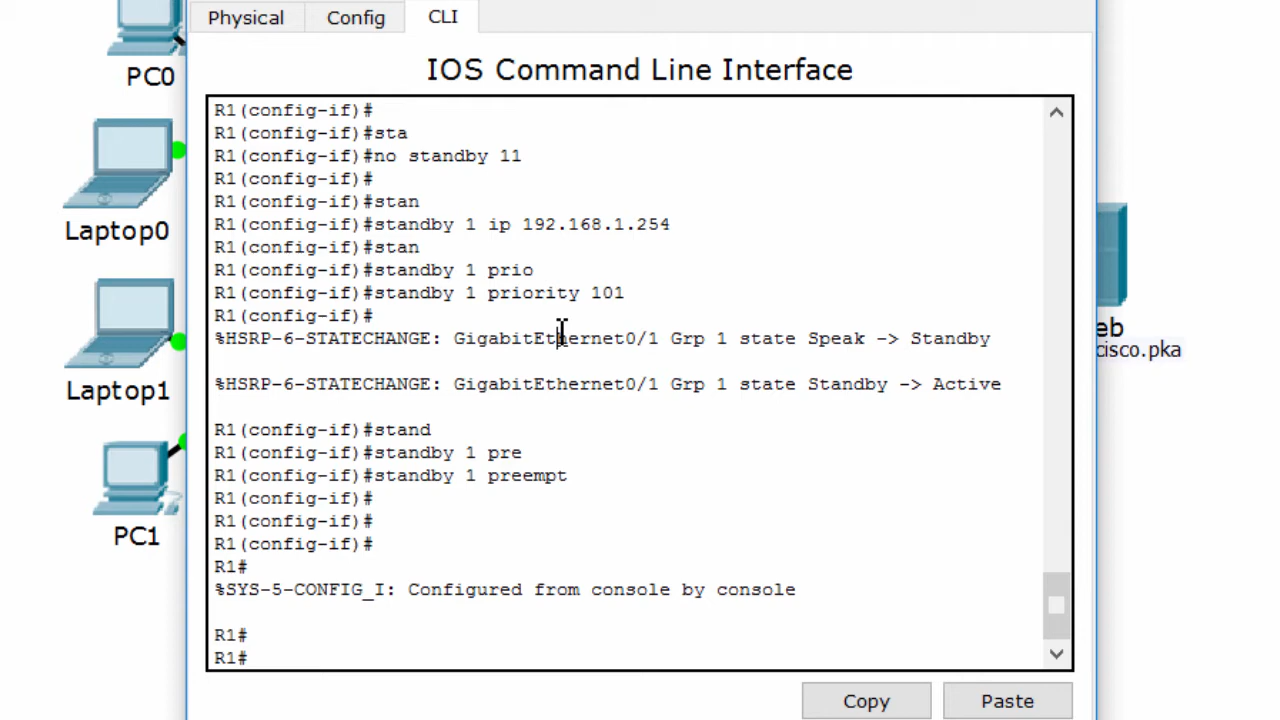 Physical
Config
CLI
IOS Command Line Interface
PC0
Laptop0
Laptop1
PC1
R1(config-if)#
R1(config-if)#sta
R1(config-if)#no standby 11
R1(config-if)#
R1(config-if)#stan
R1(config-if)#standby 1 ip 192.168.1.254
R1(config-if)#stan
R1(config-if)#standby 1 prio
R1(config-if)#standby 1 priority 101
R1(config-if)#
%HSRP-6-STATECHANGE: GigabitEthernet0/1 Grp 1 state Speak -> Standby
%HSRP-6-STATECHANGE: GigabitEthernet0/1 Grp 1 state Standby -> Active
R1(config-if)#stand
R1(config-if)#standby 1 pre
R1(config-if)#standby 1 preempt
R1(config-if)#
R1(config-if)#
R1(config-if)#
R1#
%SYS-5-CONFIG_I: Configured from console by console
R1#
R1#
eb
cisco.pka
Copy
Paste